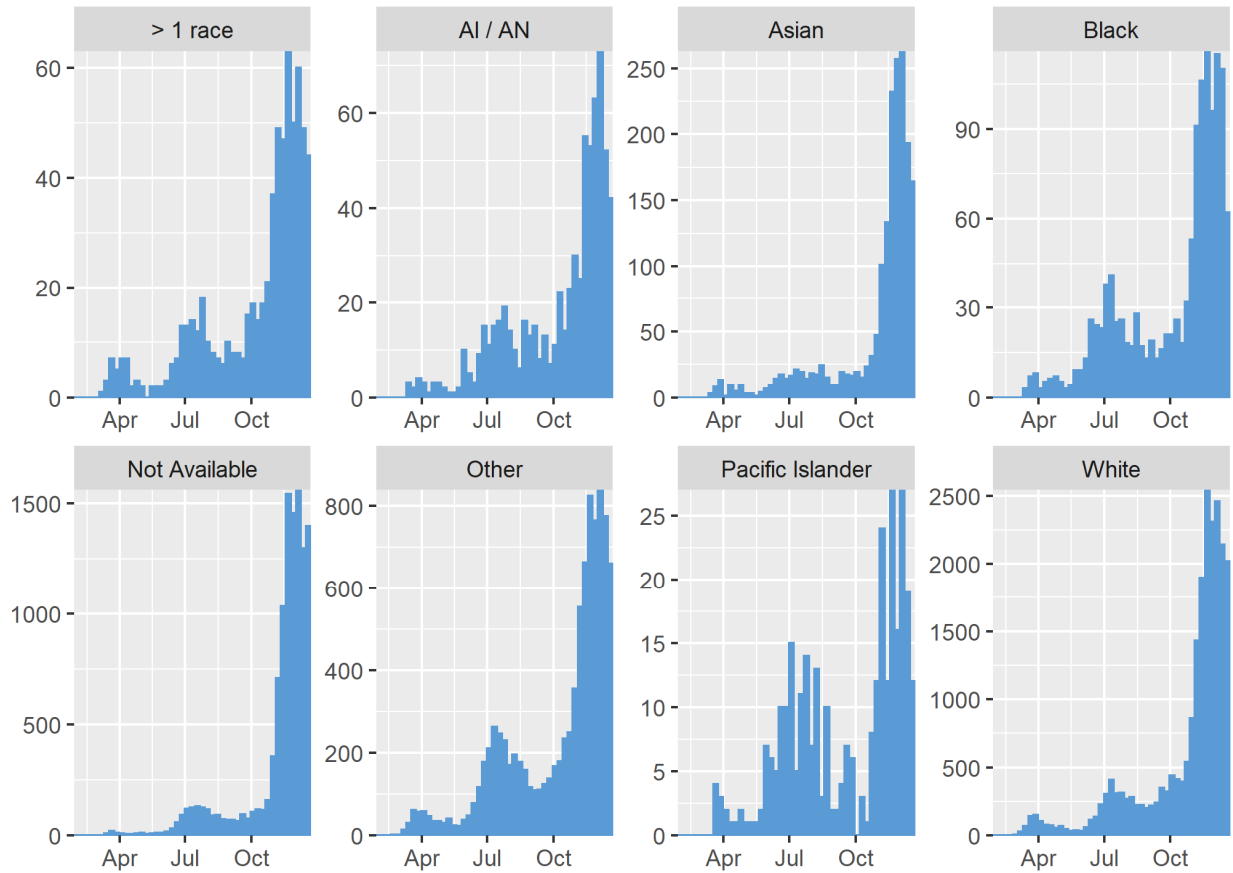 > 1 race
AI / AN
Asian
Black
60
40
20
0
Apr Jul Oct
60
40
20
0
Apr Jul Oct
250
200
150
100
50
0
Apr Jul Oct
90
60
30
0
Apr Jul Oct
Not Available
Other
Pacific Islander
White
1500
1000
500
0
Apr Jul Oct
800
600
400
200
0
Apr Jul Oct
25
20
15
10
5
0
Apr Jul Oct
2500
2000
1500
1000
500
0
Apr Jul Oct